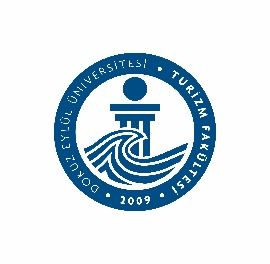 DOKUZ EYLÜL ÜNİVERSİTESİ • TURİZM FAKÜLTESİ •
2009 •